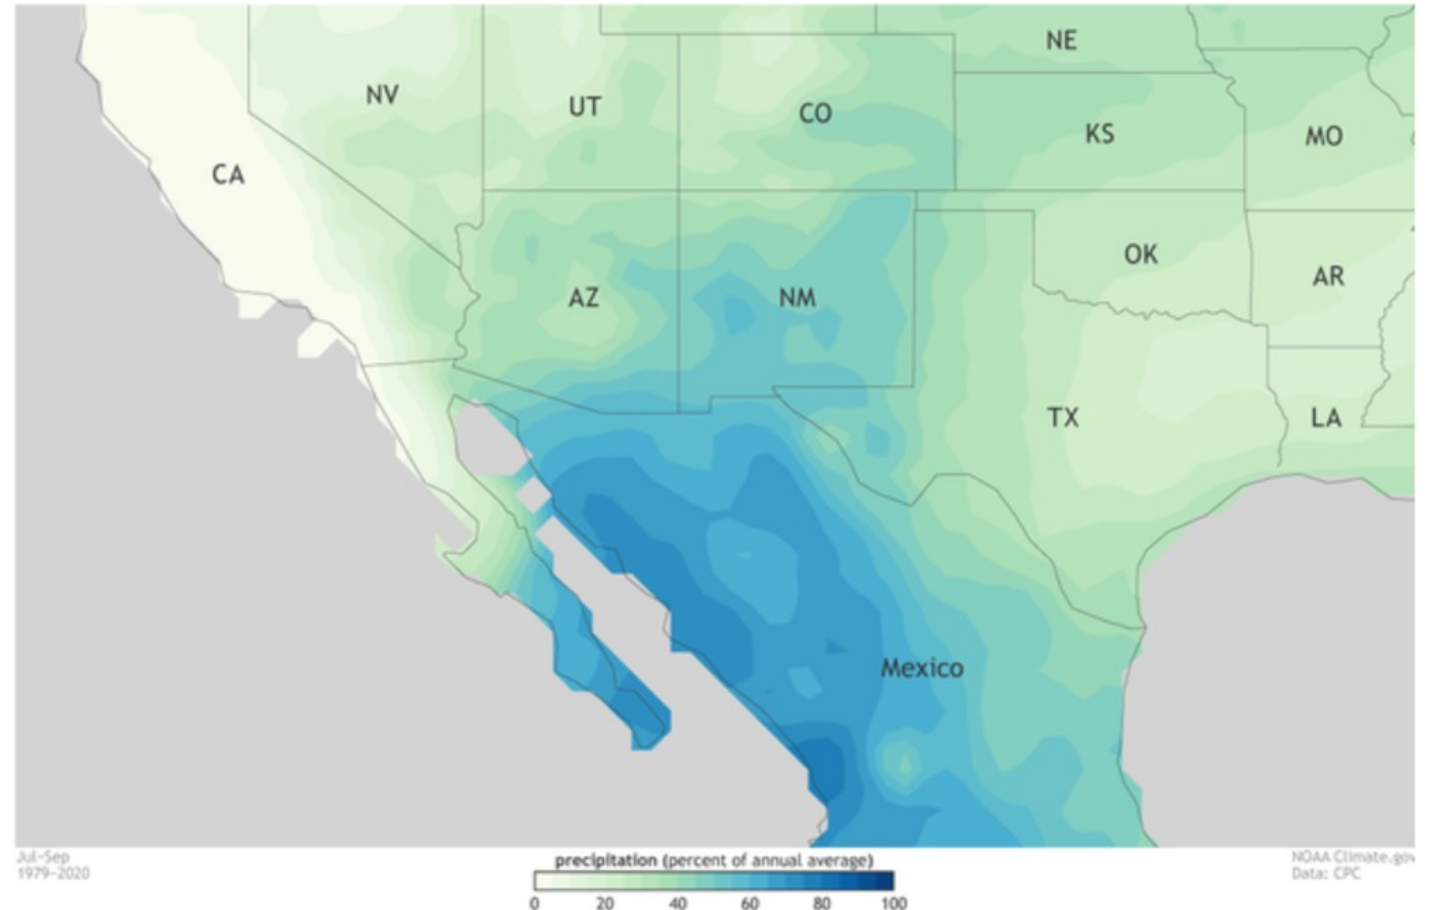 NE
NV
UT
CO
KS
MO
CA
OK
AR
AZ
NM
TX
LA
Mexico
Jul-Sep
1979-2020
precipitation (percent of annual average)
0 20 40 60 80 100
NOAA Climate.gov
Data: CPC